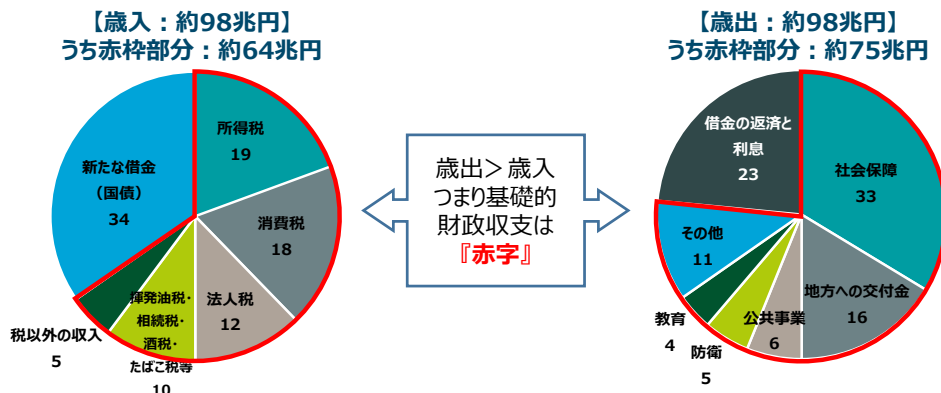 【歳入：約98兆円】
うち赤枠部分：約64兆円
所得税
19
消費税
18
法人税
12
揮発油税・
相続税・
酒税・
たばこ税等
10
税以外の収入
5
新たな借金
（国債）
34
歳出＞歳入
つまり基礎的
財政収支は
『赤字』
【歳出：約98兆円】
うち赤枠部分：約75兆円
社会保障
33
地方への交付金
16
公共事業
6
防衛
5
教育
4
その他
11
借金の返済と
利息
23